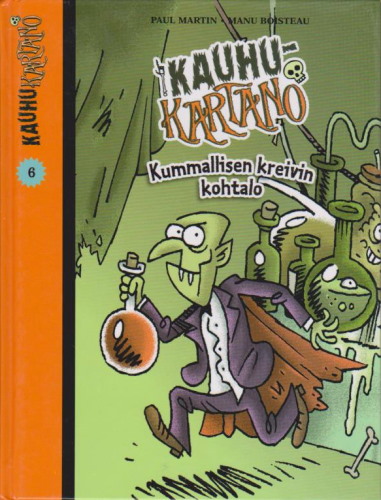 PAUL MARTIN – MANU BOISTEAU
KAUHU-
KARTANO
Kummallisen kreivin
kohtalo
KAUHUKARTANO
6